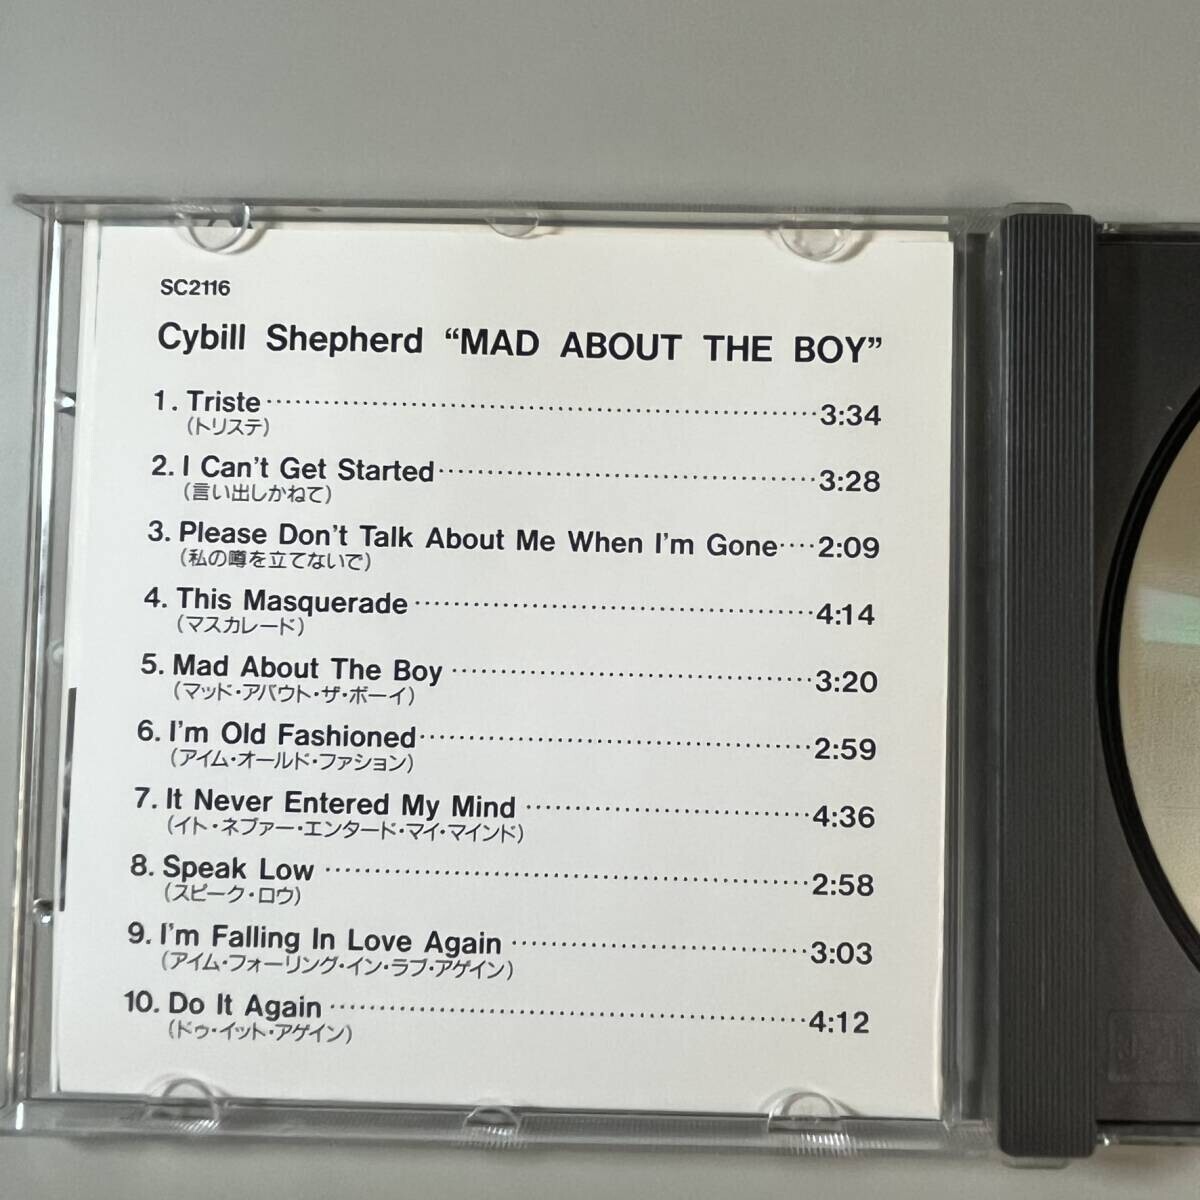 SC2116
Cybill Shepherd “MAD ABOUT THE BOY”
1. Triste 3:34
(トリステ)
2. I Can't Get Started 3:28
(言い出しかねて)
3. Please Don't Talk About Me When I'm Gone 2:09
(私の噂を立てないで)
4. This Masquerade 4:14
(マスカレード)
5. Mad About The Boy 3:20
(マッド・アバウト・ザ・ボーイ)
6. I'm Old Fashioned 2:59
(アイム・オールド・ファション)
7. It Never Entered My Mind 4:36
(イト・ネブァー・エンタード・マイ・マインド)
8. Speak Low 2:58
(スピーク・ロウ)
9. I'm Falling In Love Again 3:03
(アイム・フォーリング・イン・ラブ・アゲイン)
10. Do It Again 4:12
(ドゥ・イット・アゲイン)